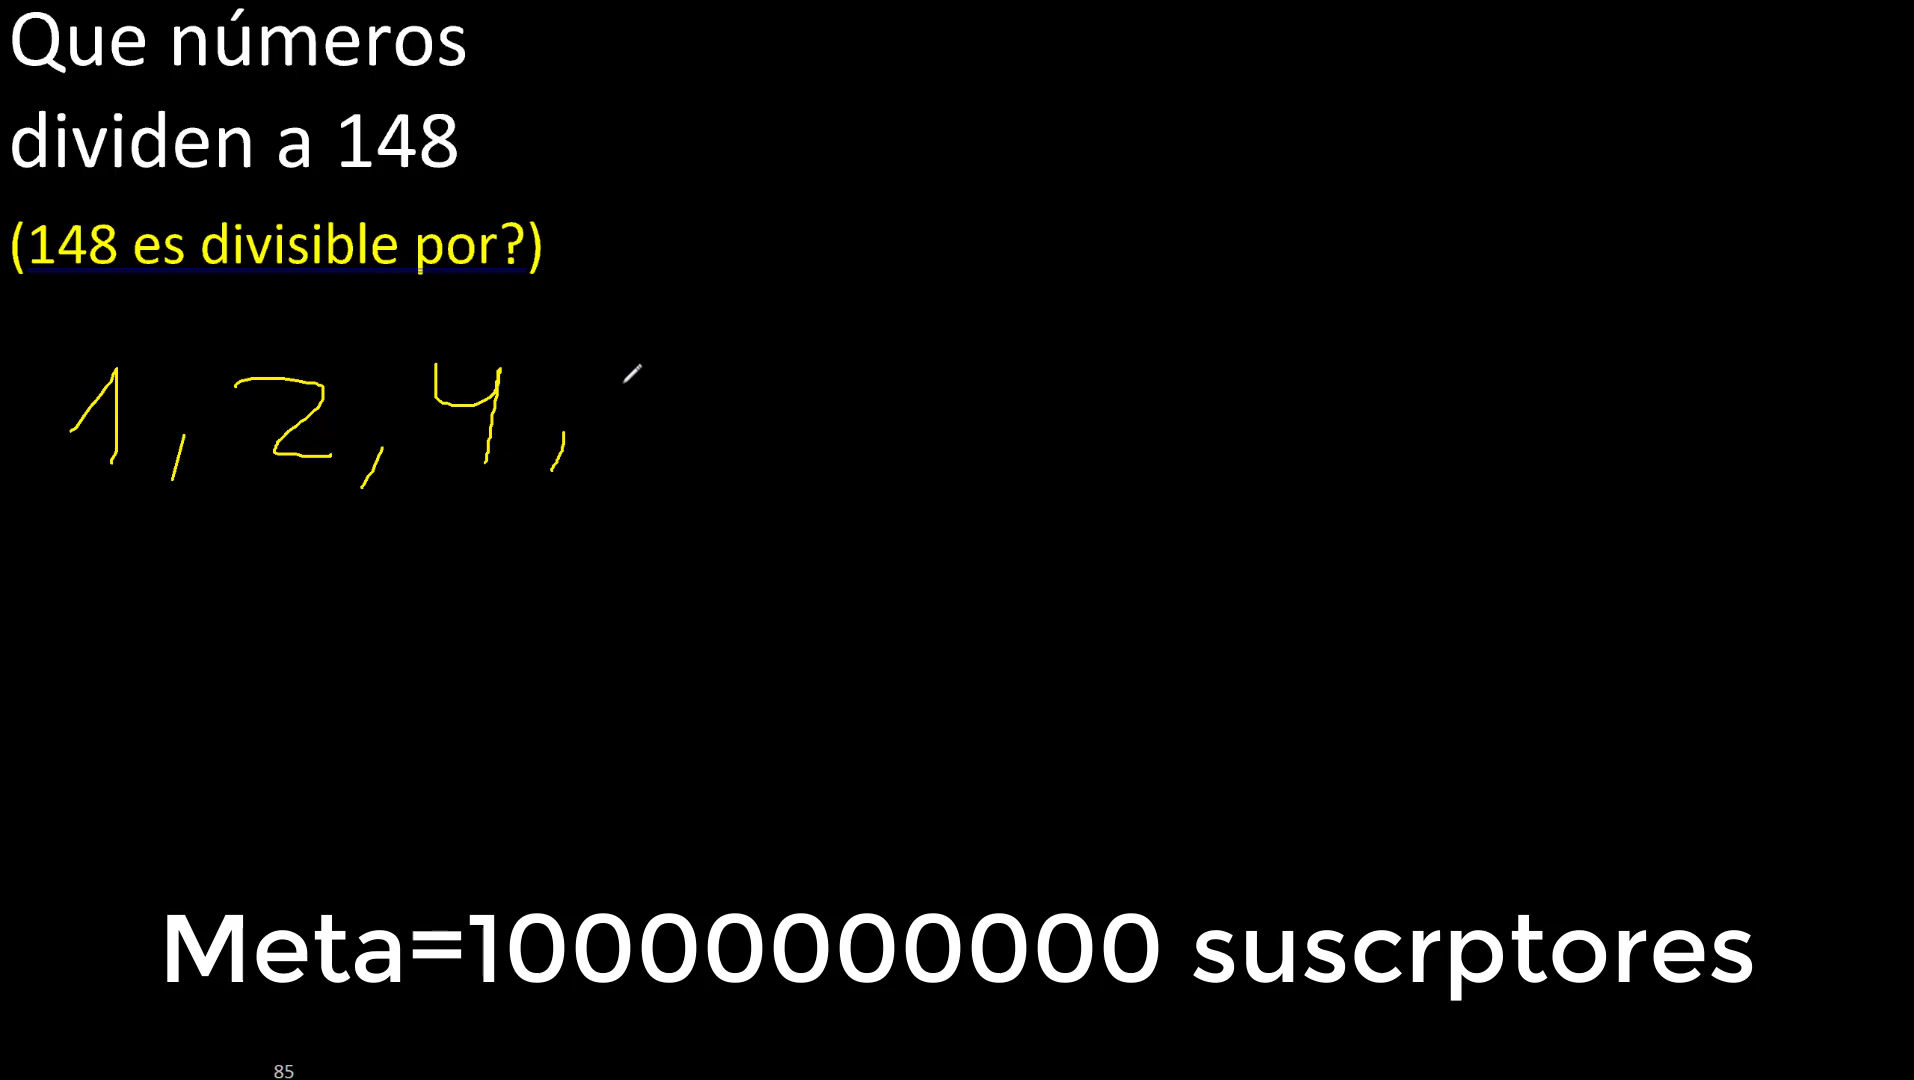 Que números
dividen a 148
(148 es divisible por?)
1, 2, 4,
Meta=10000000000 suscrptores
85